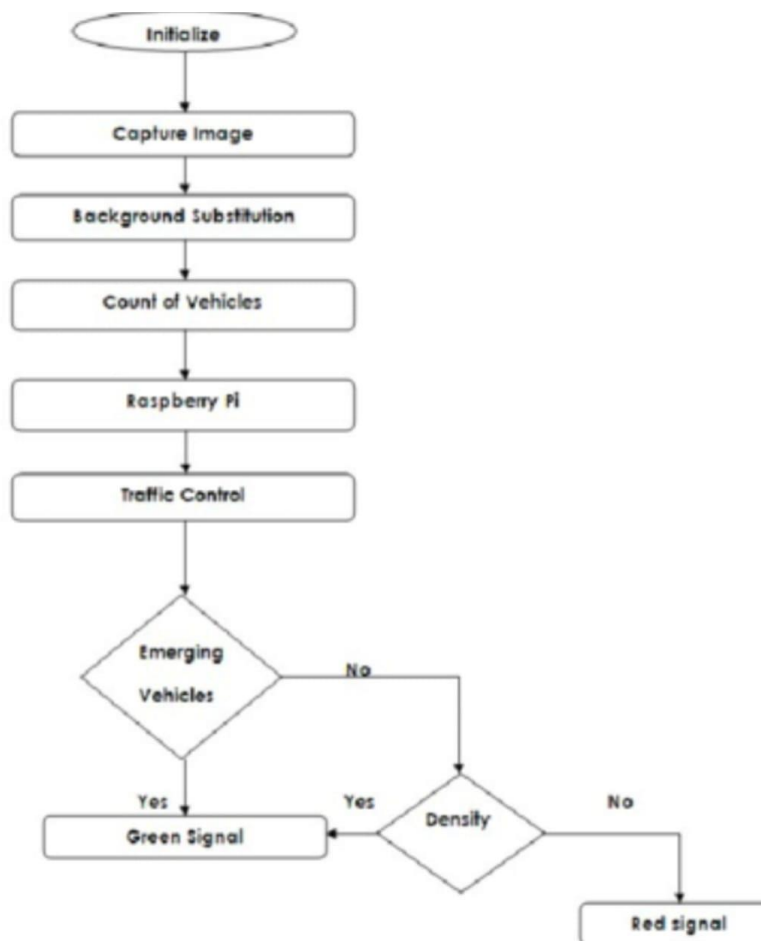 Initialize
Capture Image
Background Substitution
Count of Vehicles
Raspberry Pi
Traffic Control
Emerging
Vehicles
No
Yes
Yes
No
Density
Green Signal
Red signal